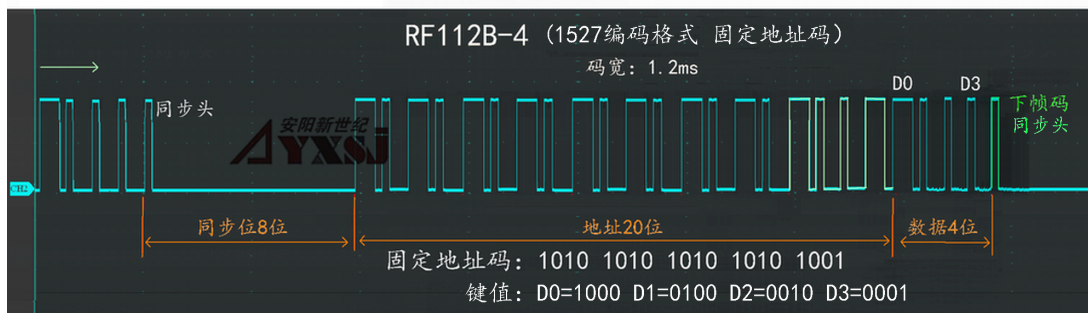 RF112B-4 (1527编码格式 固定地址码)
码宽：1.2ms
D0 D3
同步头
下帧码
同步头
安阳新世纪
AYXSJ
CH2
同步位8位
地址20位
数据4位
固定地址码：1010 1010 1010 1010 1001
键值：D0=1000 D1=0100 D2=0010 D3=0001